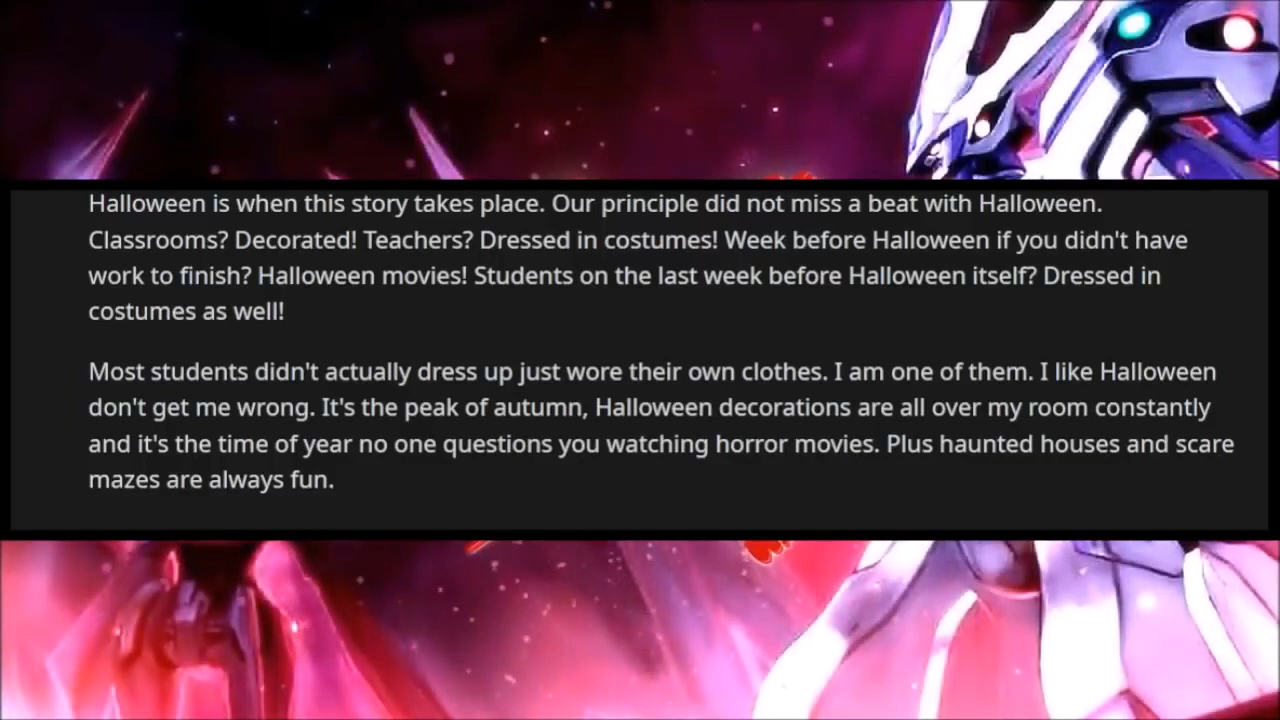 Halloween is when this story takes place. Our principle did not miss a beat with Halloween.
Classrooms? Decorated! Teachers? Dressed in costumes! Week before Halloween if you didn't have
work to finish? Halloween movies! Students on the last week before Halloween itself? Dressed in
costumes as well!
Most students didn't actually dress up just wore their own clothes. I am one of them. I like Halloween
don't get me wrong. It's the peak of autumn, Halloween decorations are all over my room constantly
and it's the time of year no one questions you watching horror movies. Plus haunted houses and scare
mazes are always fun.